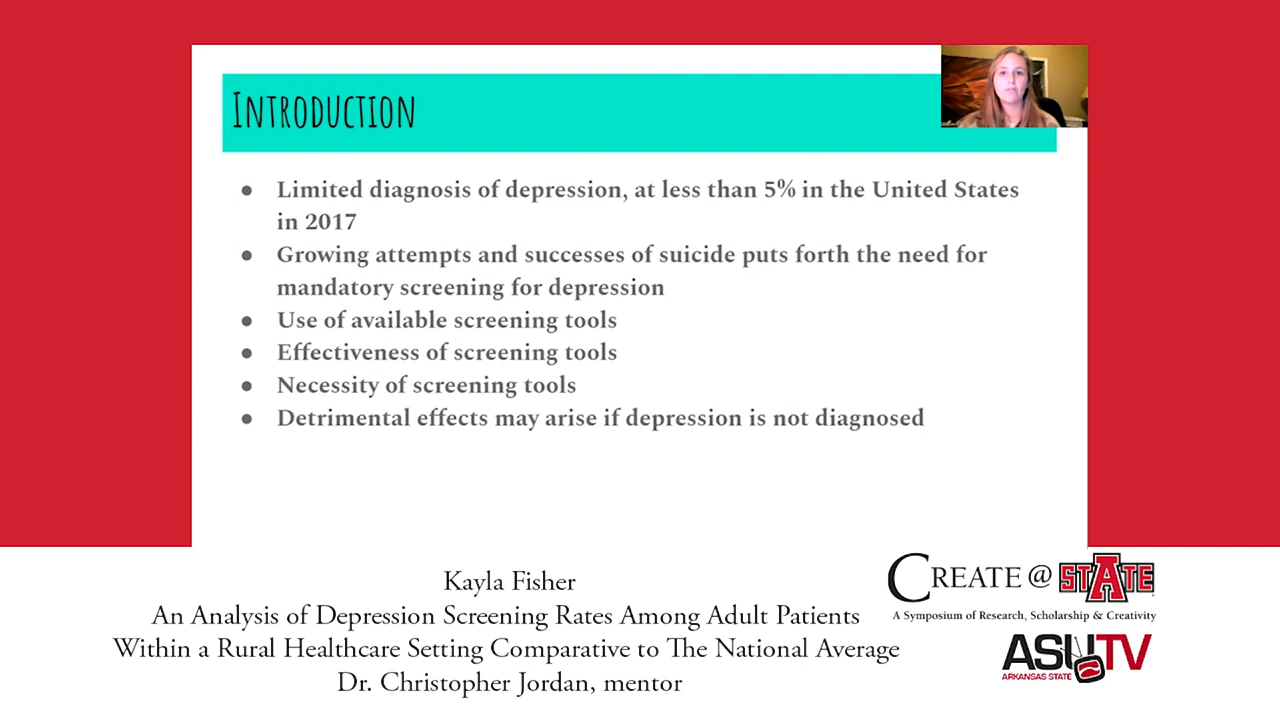 INTRODUCTION
● Limited diagnosis of depression, at less than 5% in the United States
in 2017
● Growing attempts and successes of suicide puts forth the need for
mandatory screening for depression
● Use of available screening tools
● Effectiveness of screening tools
● Necessity of screening tools
● Detrimental effects may arise if depression is not diagnosed
Kayla Fisher
An Analysis of Depression Screening Rates Among Adult Patients
Within a Rural Healthcare Setting Comparative to The National Average
Dr. Christopher Jordan, mentor
CREATE @ STATE
A Symposium of Research, Scholarship & Creativity
ASUTV
ARKANSAS STATE